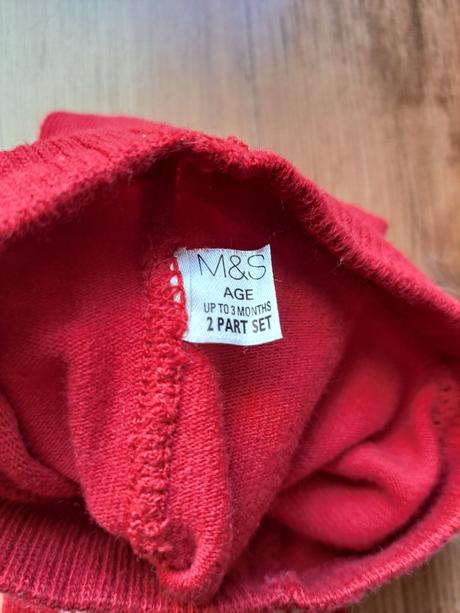 M&S
AGE
UP TO 3 MONTHS
2 PART SET